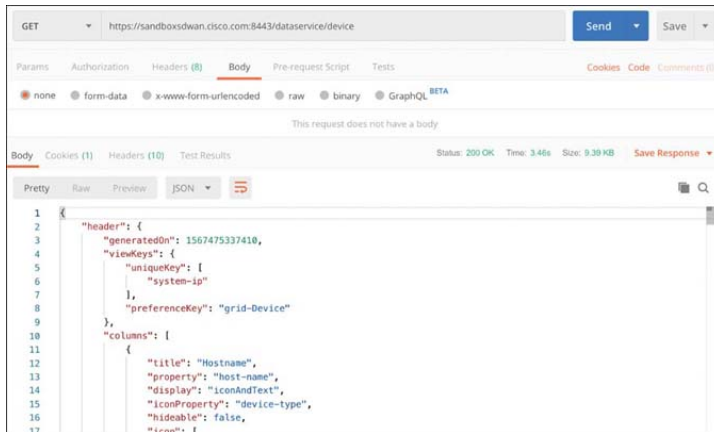 GET https://sandboxsdwan.cisco.com:8443/dataservice/device Send Save
Params Authorization Headers (8) Body Pre-request Script Tests Cookies Code Comments (0)
none form-data x-www-form-urlencoded raw binary GraphQL BETA
This request does not have a body
Body Cookies (1) Headers (10) Test Results Status: 200 OK Time: 3.46s Size: 9.39 KB Save Response
Pretty Raw Preview JSON
1 {
2 "header": {
3 "generatedOn": 1567475337410,
4 "viewKeys": {
5 "uniqueKey": [
6 "system-ip"
7 ],
8 "preferenceKey": "grid-Device"
9 },
10 "columns": [
11 {
12 "title": "Hostname",
13 "property": "host-name",
14 "display": "iconAndText",
15 "iconProperty": "device-type",
16 "hideable": false,
17 "icon": [